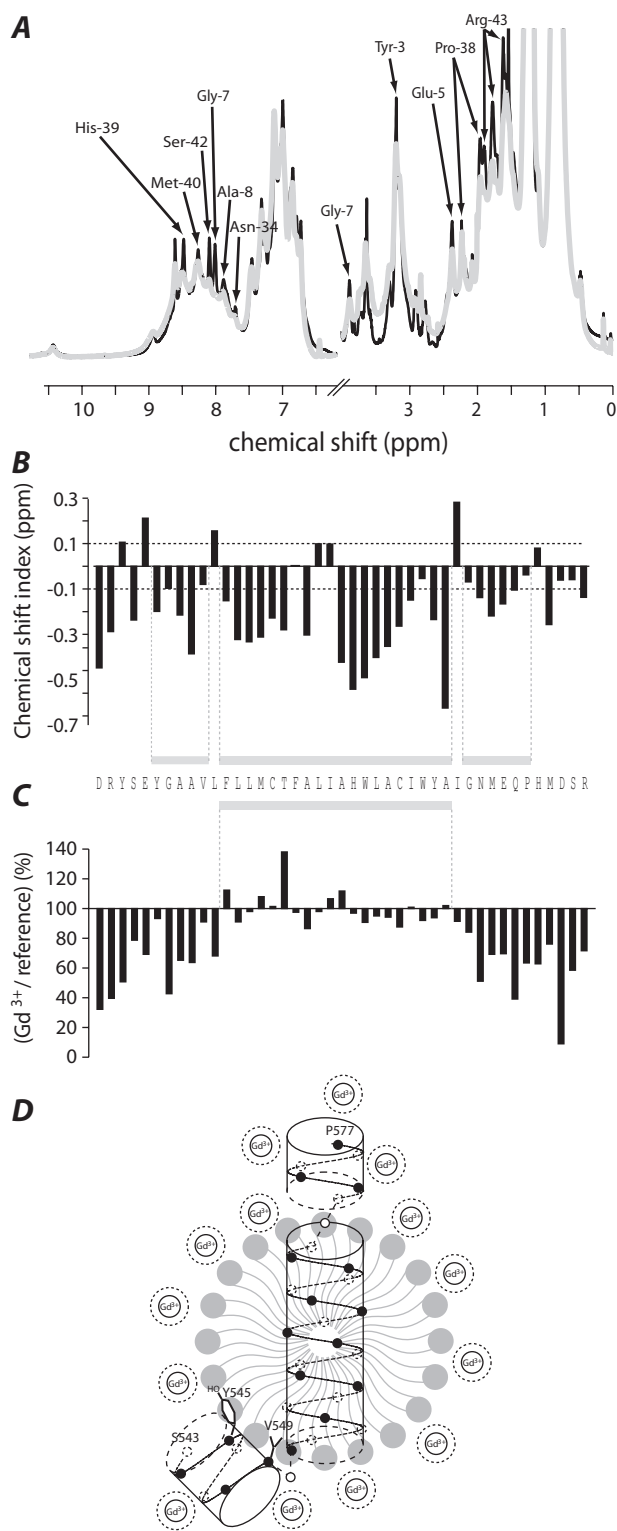 A
Arg-43
Tyr-3
Pro-38
Glu-5
Gly-7
His-39
Ser-42
Met-40
Ala-8
Asn-34
Gly-7
10 9 8 7 3 2 1 0
chemical shift (ppm)
B
Chemical shift index (ppm)
0.3
0.1
-0.1
-0.3
-0.5
-0.7
D R Y S E Y G A A V L F L L M C T F A L I A H W L A C I W Y A I G N M E Q P H M D S R
C
(Gd 3+ / reference) (%)
140
120
100
80
60
40
20
0
D
Gd3+
P577
Gd3+
Gd3+
Gd3+
Gd3+
Gd3+
Gd3+
Gd3+
Gd3+
Gd3+
HO
Y545
V549
S543
Gd3+
Gd3+
Gd3+
Gd3+